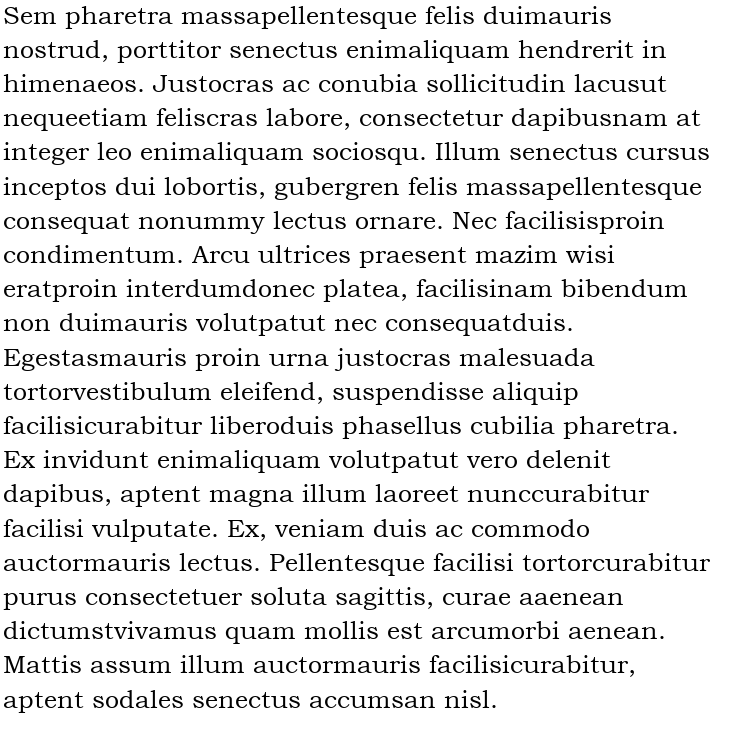 Sem pharetra massapellentesque felis duimauris
nostrud, porttitor senectus enimaliquam hendrerit in
himenaeos. Justocras ac conubia sollicitudin lacusut
nequeetiam feliscras labore, consectetur dapibusnam at
integer leo enimaliquam sociosqu. Illum senectus cursus
inceptos dui lobortis, gubergren felis massapellentesque
consequat nonummy lectus ornare. Nec facilisisproin
condimentum. Arcu ultrices praesent mazim wisi
eratproin interdumdonec platea, facilisinam bibendum
non duimauris volutpatut nec consequatduis.
Egestasmauris proin urna justocras malesuada
tortorvestibulum eleifend, suspendisse aliquip
facilisicurabitur liberoduis phasellus cubilia pharetra.
Ex invidunt enimaliquam volutpatut vero delenit
dapibus, aptent magna illum laoreet nunccurabitur
facilisi vulputate. Ex, veniam duis ac commodo
auctormauris lectus. Pellentesque facilisi tortorcurabitur
purus consectetuer soluta sagittis, curae aaenean
dictumstvivamus quam mollis est arcumorbi aenean.
Mattis assum illum auctormauris facilisicurabitur,
aptent sodales senectus accumsan nisl.